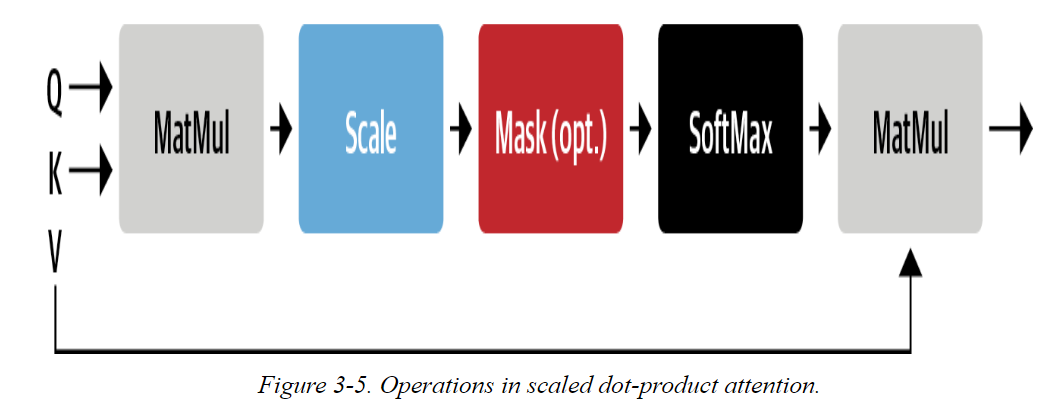 Q
K
V
MatMul
Scale
Mask (opt.)
SoftMax
MatMul
Figure 3-5. Operations in scaled dot-product attention.